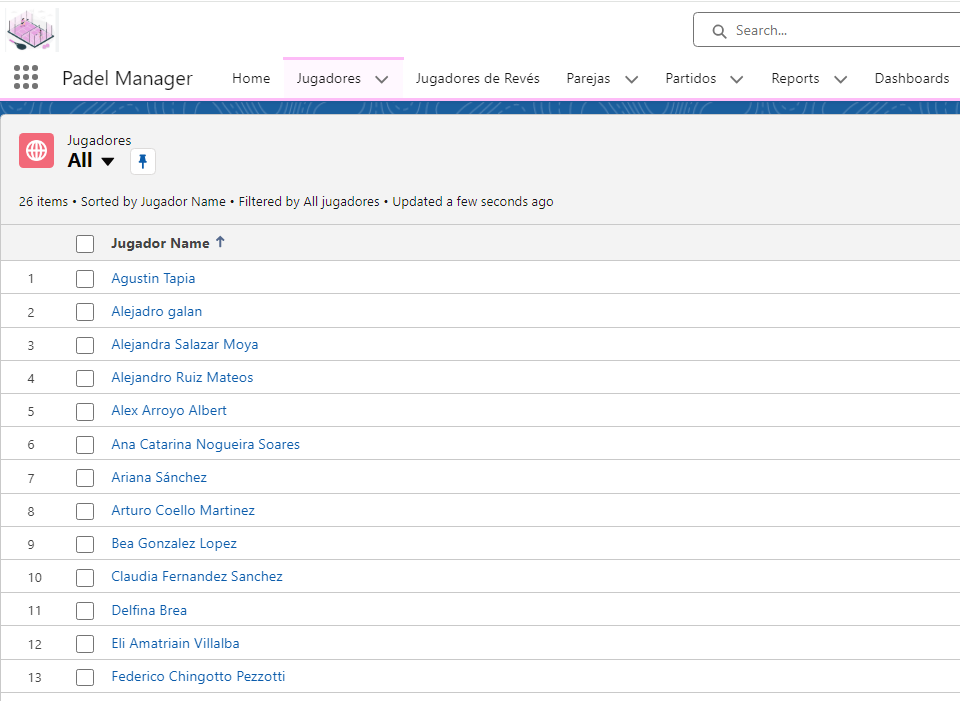 Search...
Padel Manager Home Jugadores Jugadores de Revés Parejas Partidos Reports Dashboards
Jugadores
All
26 items • Sorted by Jugador Name • Filtered by All jugadores • Updated a few seconds ago
Jugador Name
1 Agustin Tapia
2 Alejadro galan
3 Alejandra Salazar Moya
4 Alejandro Ruiz Mateos
5 Alex Arroyo Albert
6 Ana Catarina Nogueira Soares
7 Ariana Sánchez
8 Arturo Coello Martinez
9 Bea Gonzalez Lopez
10 Claudia Fernandez Sanchez
11 Delfina Brea
12 Eli Amatriain Villalba
13 Federico Chingotto Pezzotti